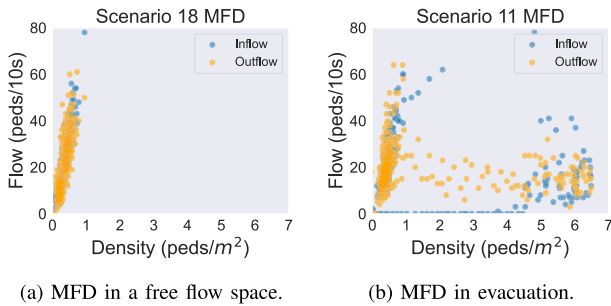 Scenario 18 MFD
Flow (peds/10s)
80
60
40
20
0
Inflow
Outflow
0 1 2 3 4 5 6 7
Density (peds/m²)
(a) MFD in a free flow space.
Scenario 11 MFD
Flow (peds/10s)
80
60
40
20
0
Inflow
Outflow
0 1 2 3 4 5 6 7
Density (peds/m²)
(b) MFD in evacuation.